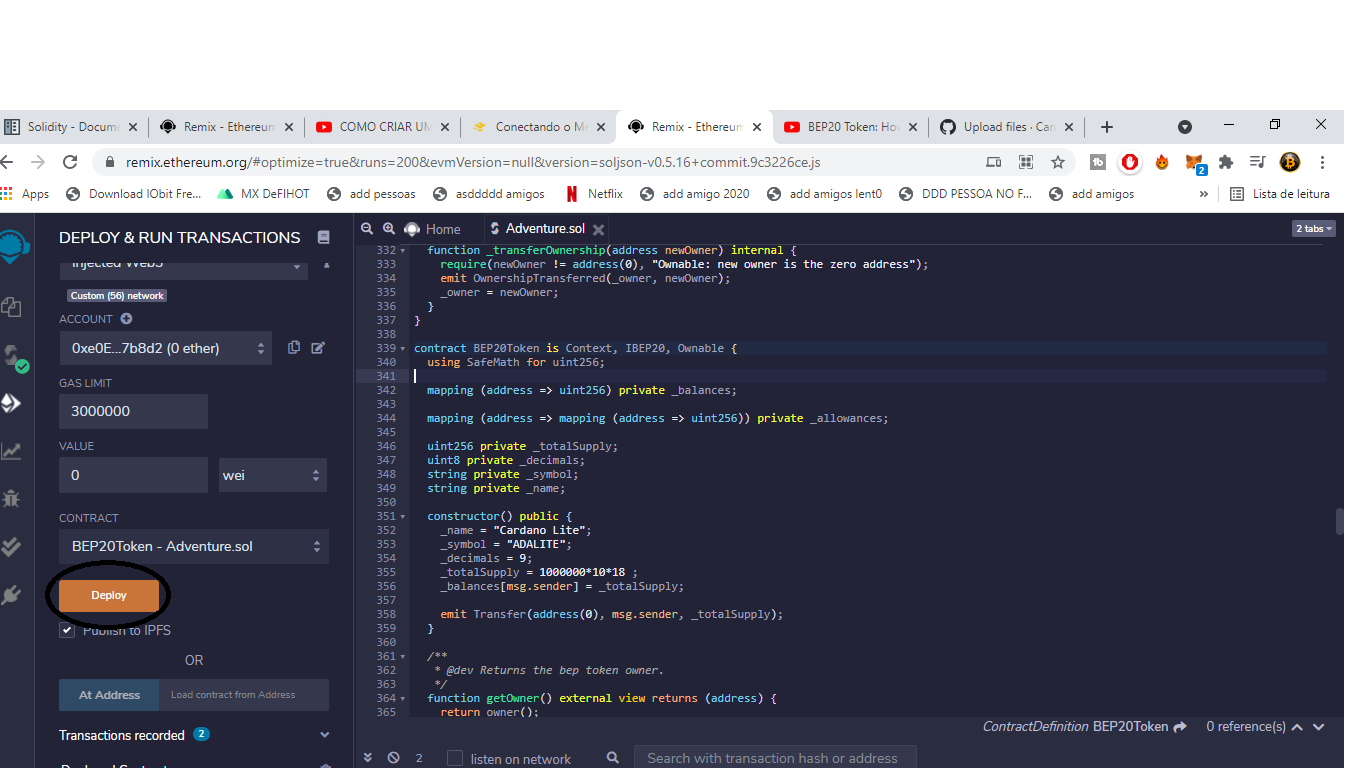 Solidity - Docume
Remix - Ethereum
COMO CRIAR UM
Conectando o Me
Remix - Ethereum
BEP20 Token: How
Upload files · Car
remix.ethereum.org/#optimize=true&runs=200&evmVersion=null&version=soljson-v0.5.16+commit.9c3226ce.js
2
Apps
Download IObit Fre...
MX DeFIHOT
add pessoas
asddddd amigos
Netflix
add amigo 2020
add amigos lent0
DDD PESSOA NO F...
add amigos
»
Lista de leitura
DEPLOY & RUN TRANSACTIONS
Injected Web3
Custom (56) network
ACCOUNT
0xe0E...7b8d2 (0 ether)
GAS LIMIT
3000000
VALUE
0
wei
CONTRACT
BEP20Token - Adventure.sol
Deploy
Publish to IPFS
OR
At Address
Load contract from Address
Transactions recorded 2
Home
Adventure.sol
2 tabs
332 function _transferOwnership(address newOwner) internal {
333 require(newOwner != address(0), "Ownable: new owner is the zero address");
334 emit OwnershipTransferred(_owner, newOwner);
335 _owner = newOwner;
336 }
337 }
338
339 contract BEP20Token is Context, IBEP20, Ownable {
340 using SafeMath for uint256;
341
342 mapping (address => uint256) private _balances;
343
344 mapping (address => mapping (address => uint256)) private _allowances;
345
346 uint256 private _totalSupply;
347 uint8 private _decimals;
348 string private _symbol;
349 string private _name;
350
351 constructor() public {
352 _name = "Cardano Lite";
353 _symbol = "ADALITE";
354 _decimals = 9;
355 _totalSupply = 1000000*10*18 ;
356 _balances[msg.sender] = _totalSupply;
357
358 emit Transfer(address(0), msg.sender, _totalSupply);
359 }
360
361 /**
362 * @dev Returns the bep token owner.
363 */
364 function getOwner() external view returns (address) {
365 return owner();
ContractDefinition BEP20Token
0 reference(s)
2
listen on network
Search with transaction hash or address